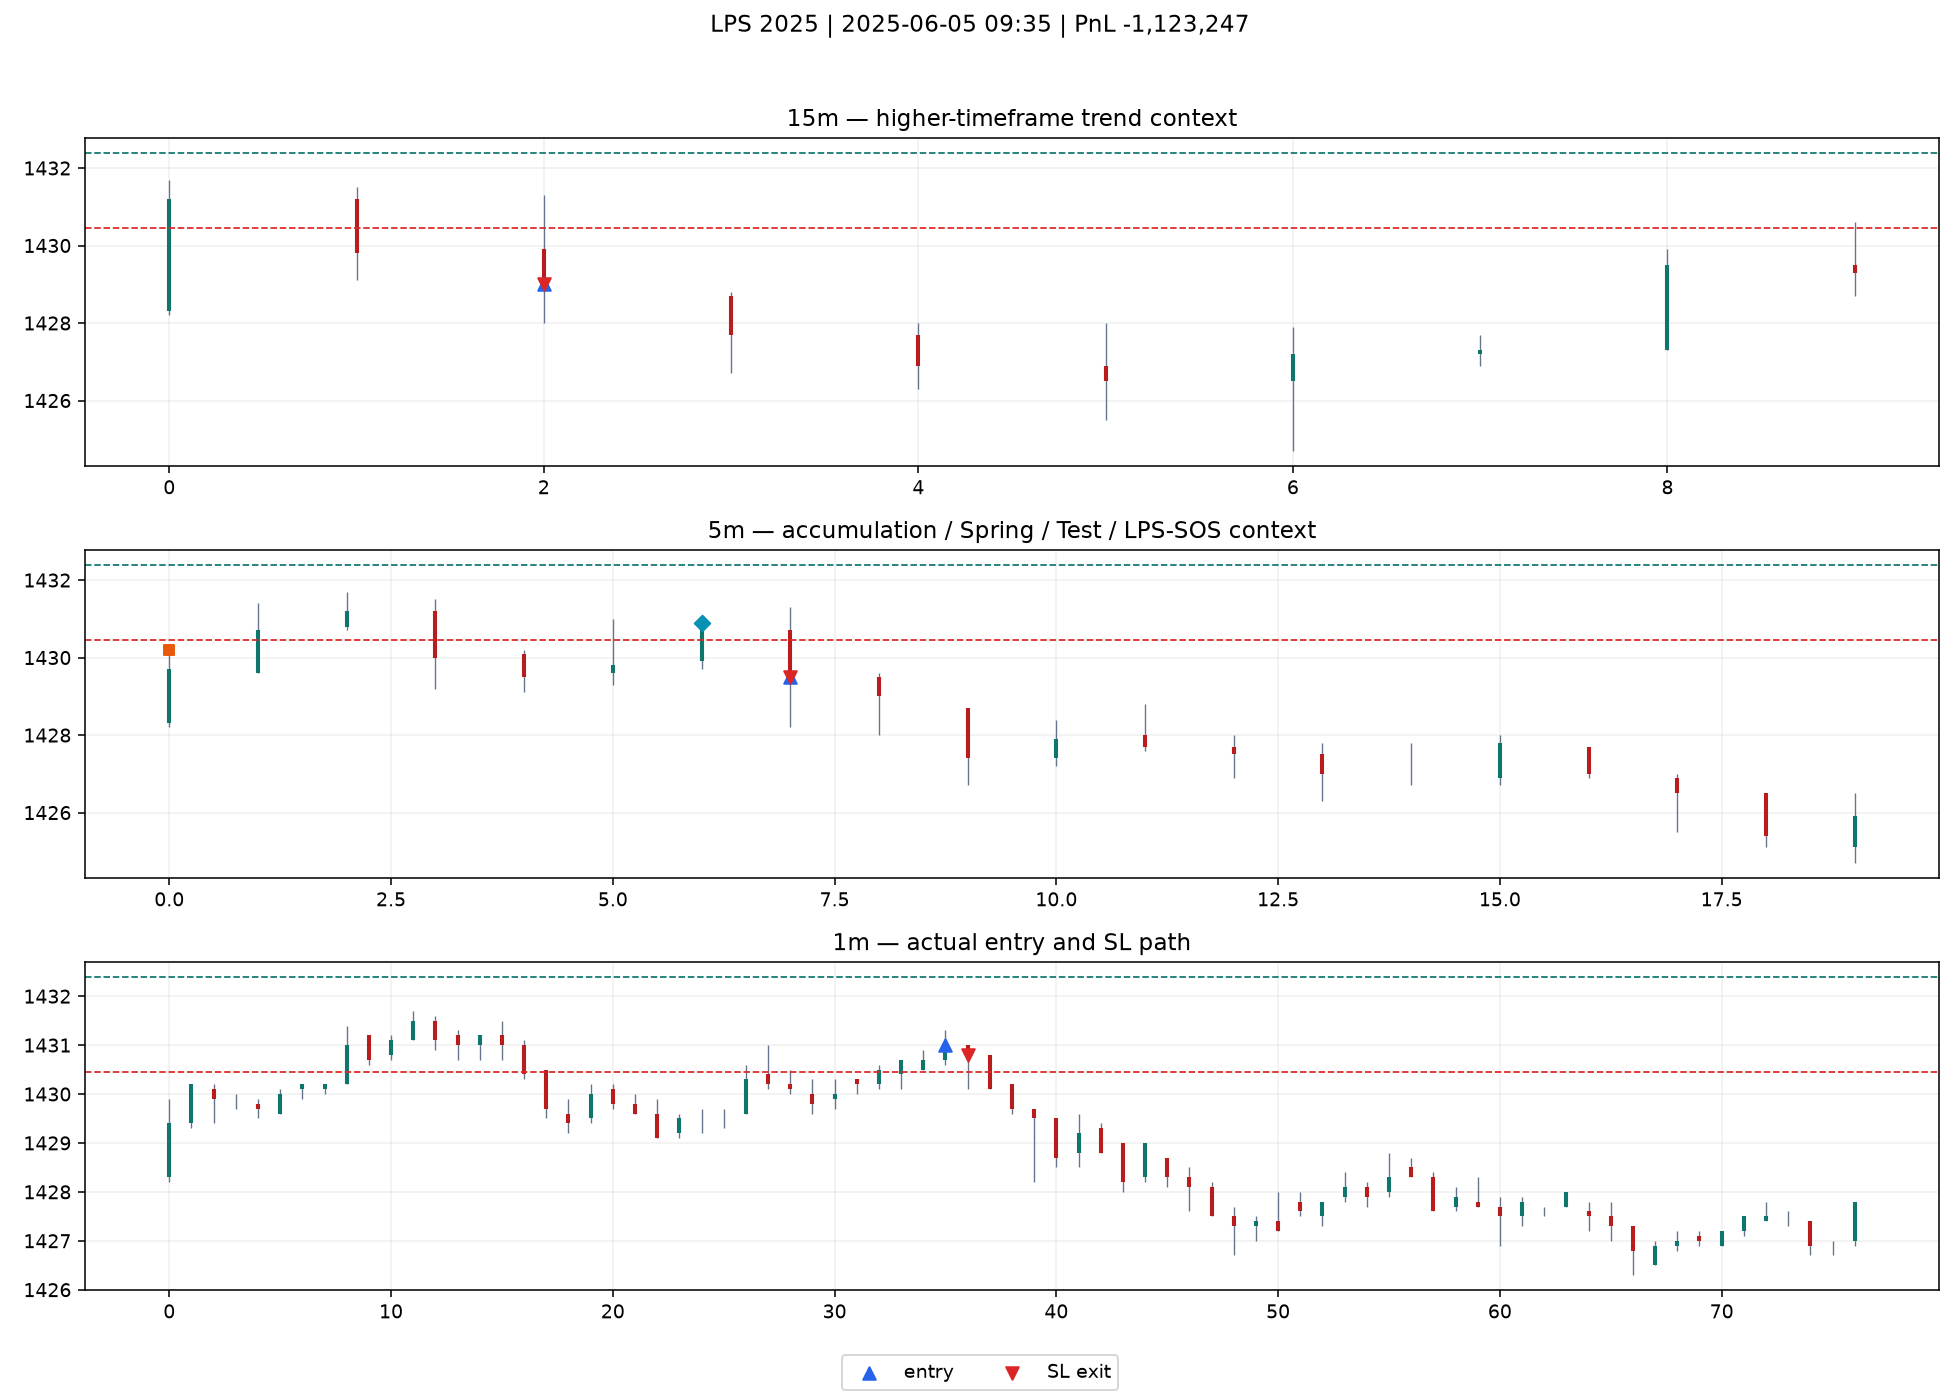 LPS 2025 | 2025-06-05 09:35 | PnL -1,123,247
15m — higher-timeframe trend context
1432
1430
1428
1426
0 2 4 6 8
5m — accumulation / Spring / Test / LPS-SOS context
1432
1430
1428
1426
0.0 2.5 5.0 7.5 10.0 12.5 15.0 17.5
1m — actual entry and SL path
1432
1431
1430
1429
1428
1427
1426
0 10 20 30 40 50 60 70
entry SL exit